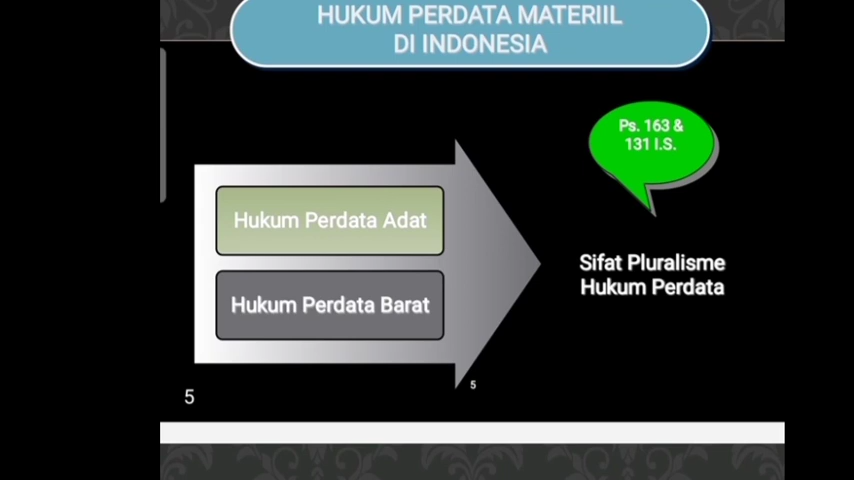 HUKUM PERDATA MATERIIL
DI INDONESIA
Ps. 163 &
131 I.S.
Hukum Perdata Adat
Hukum Perdata Barat
Sifat Pluralisme
Hukum Perdata
5
5